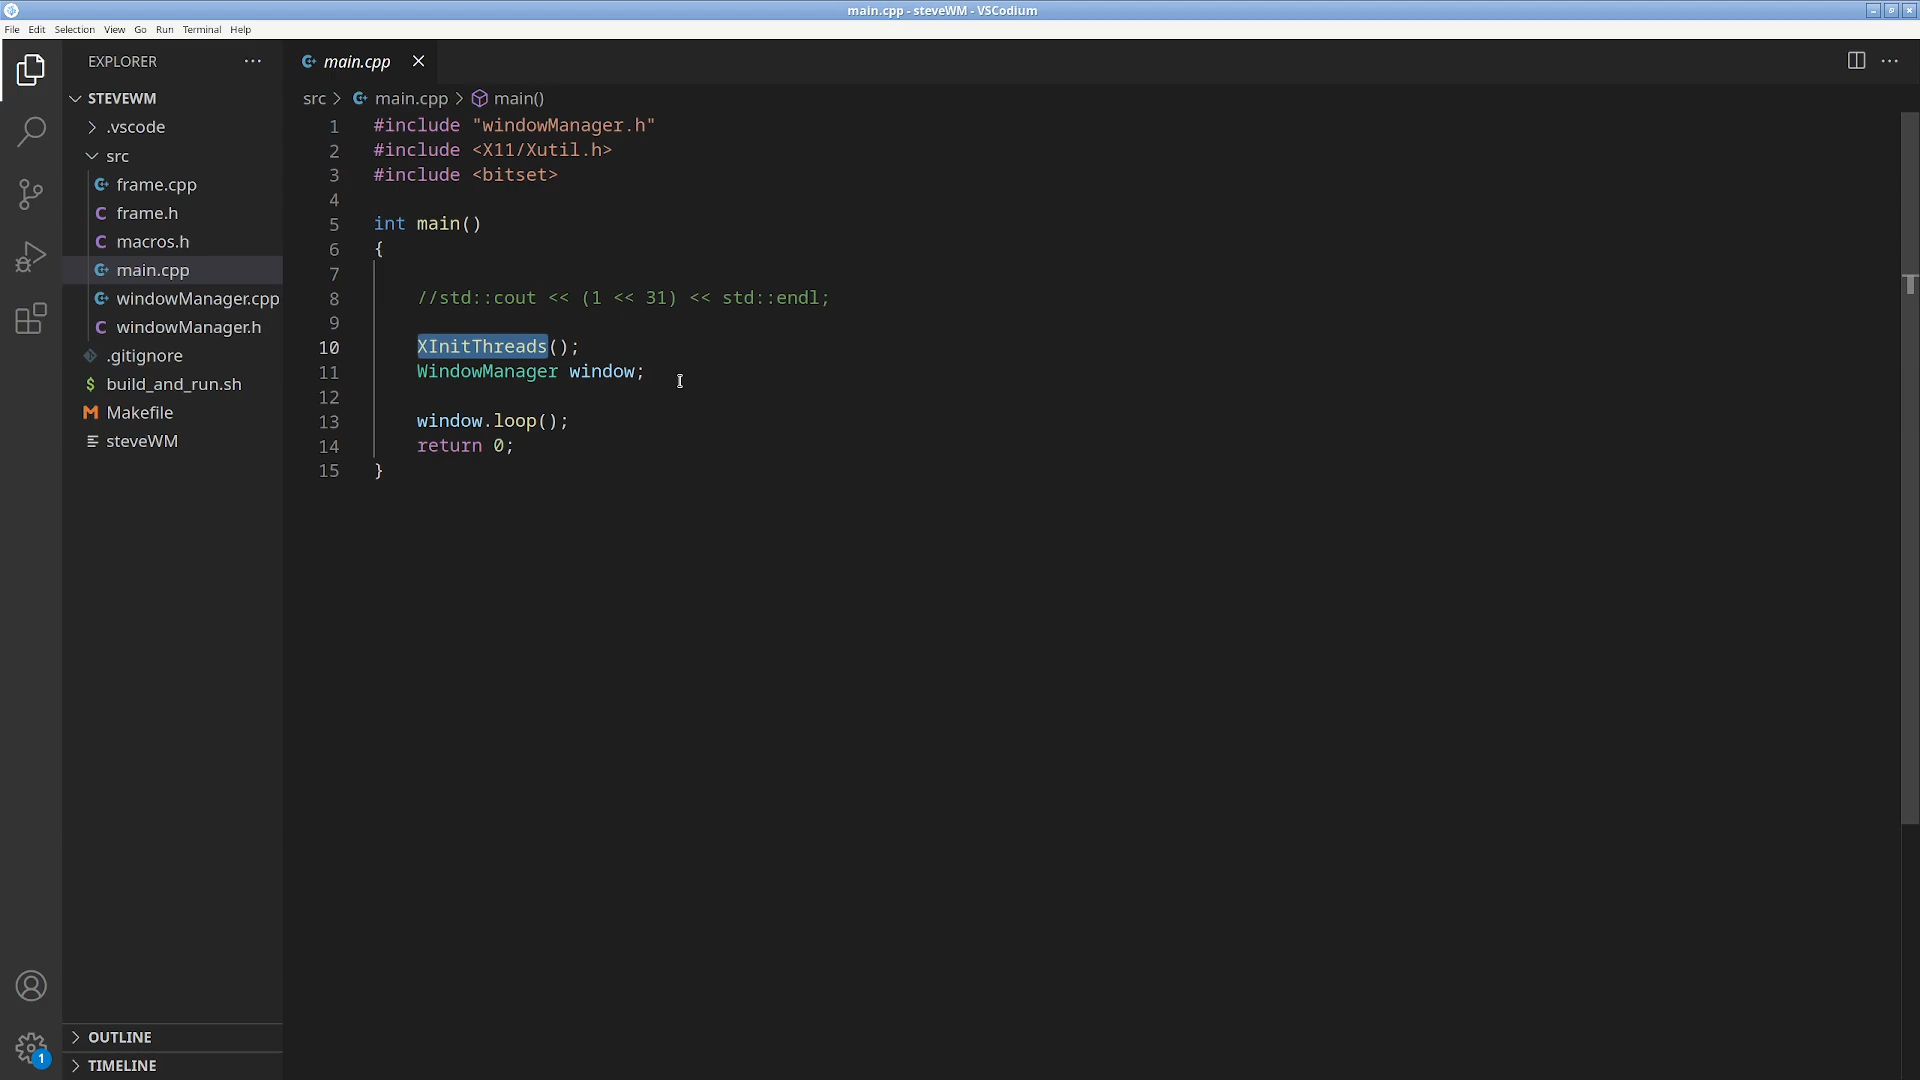 main.cpp - steveWM - VSCodium
File Edit Selection View Go Run Terminal Help
EXPLORER
STEVEWM
.vscode
src
frame.cpp
frame.h
macros.h
main.cpp
windowManager.cpp
windowManager.h
.gitignore
build_and_run.sh
Makefile
steveWM
OUTLINE
TIMELINE
1
main.cpp
src > main.cpp > main()
1 #include "windowManager.h"
2 #include <X11/Xutil.h>
3 #include <bitset>
4
5 int main()
6 {
7
8 //std::cout << (1 << 31) << std::endl;
9
10 XInitThreads();
11 WindowManager window;
12
13 window.loop();
14 return 0;
15 }